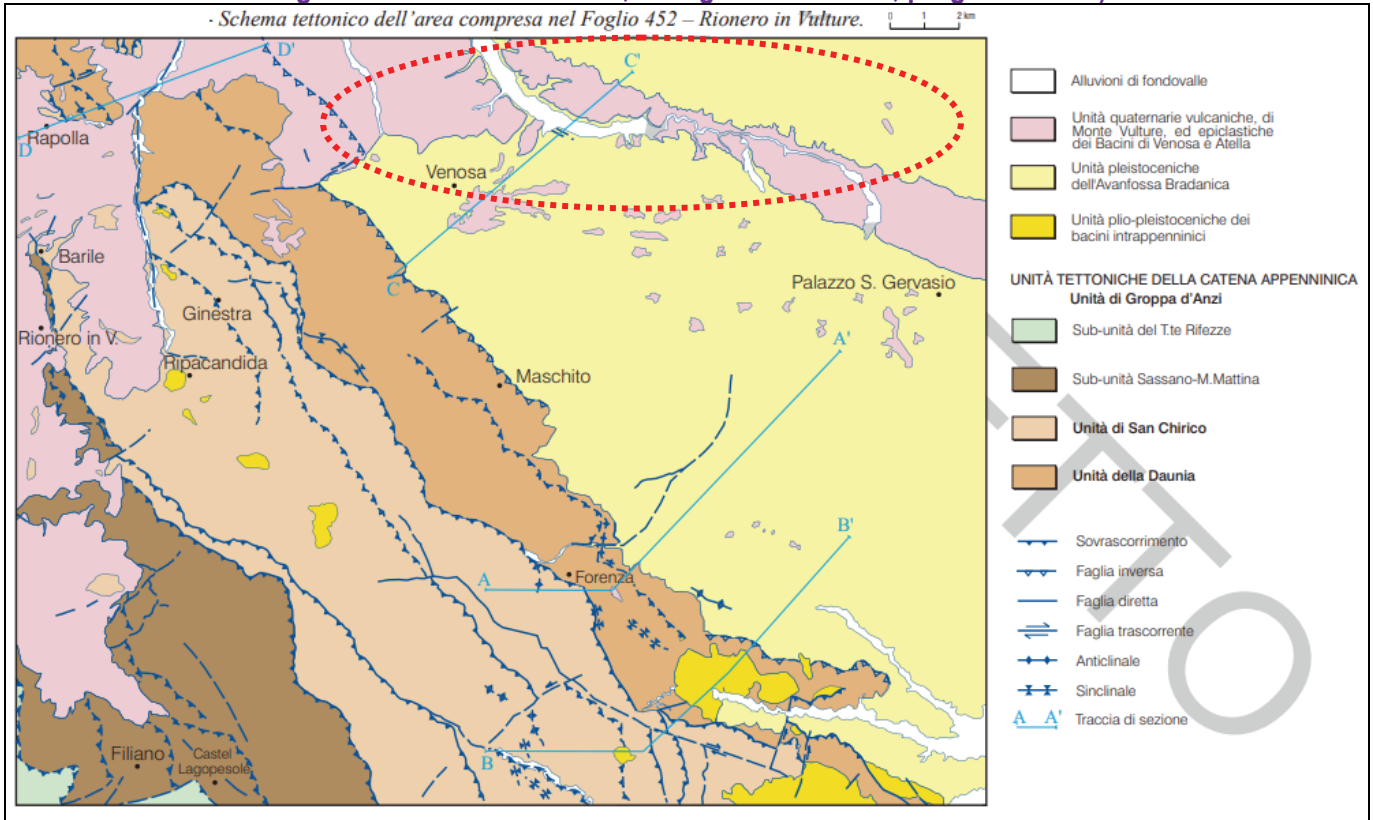 - Schema tettonico dell'area compresa nel Foglio 452 – Rionero in Vulture.
0 1 2 km
D'
C'
Rapolla
D
Venosa
Barile
C
Palazzo S. Gervasio
Ginestra
Rionero in V.
A'
Ripacandida
Maschito
B'
A
Forenza
B
Filiano
Castel
Lagopesole
Alluvioni di fondovalle
Unità quaternarie vulcaniche, di
Monte Vulture, ed epiclastiche
dei Bacini di Venosa e Atella
Unità pleistoceniche
dell'Avanfossa Bradanica
Unità plio-pleistoceniche dei
bacini intrappenninici
UNITÀ TETTONICHE DELLA CATENA APPENNINICA
Unità di Groppa d'Anzi
Sub-unità del T.te Rifezze
Sub-unità Sassano-M.Mattina
Unità di San Chirico
Unità della Daunia
Sovrascorrimento
Faglia inversa
Faglia diretta
Faglia trascorrente
Anticlinale
Sinclinale
A A' Traccia di sezione